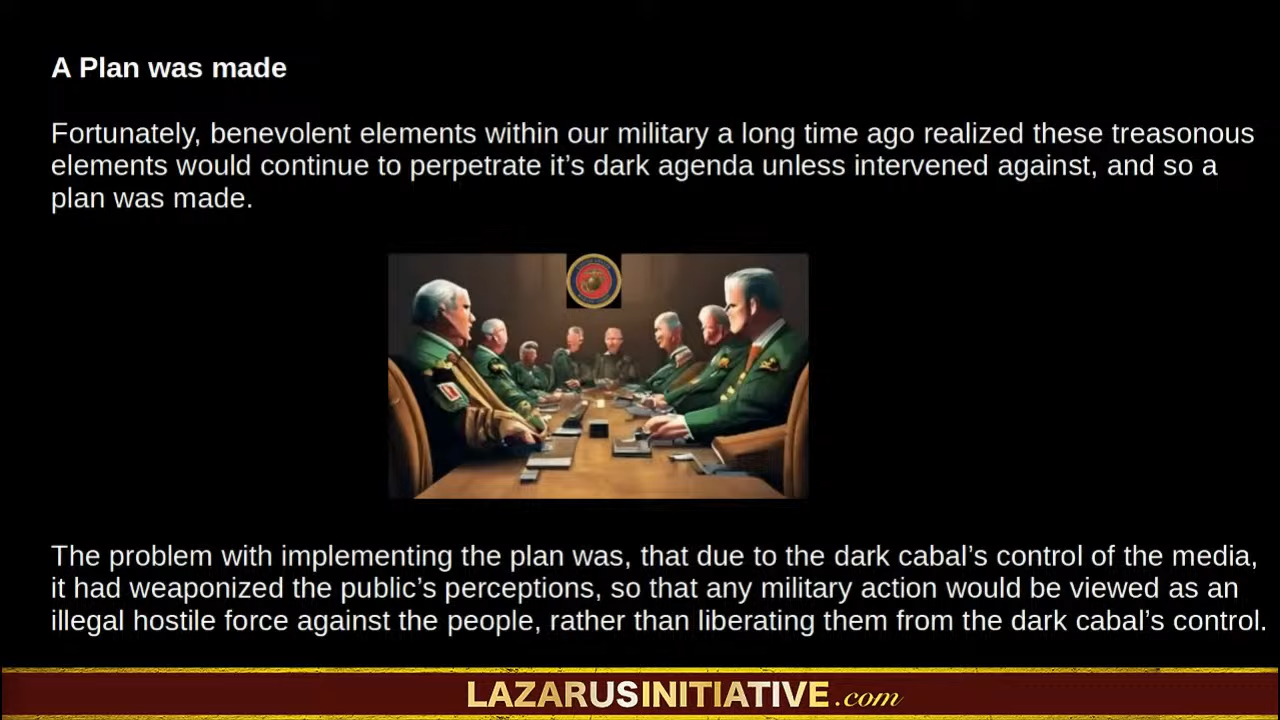 A Plan was made
Fortunately, benevolent elements within our military a long time ago realized these treasonous
elements would continue to perpetrate it’s dark agenda unless intervened against, and so a
plan was made.
The problem with implementing the plan was, that due to the dark cabal’s control of the media,
it had weaponized the public’s perceptions, so that any military action would be viewed as an
illegal hostile force against the people, rather than liberating them from the dark cabal’s control.
LAZARUSINITIATIVE.com